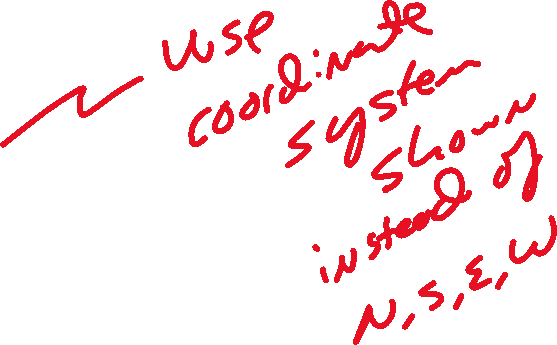 use
coordinate
system
shown
instead of
N, S, E, W